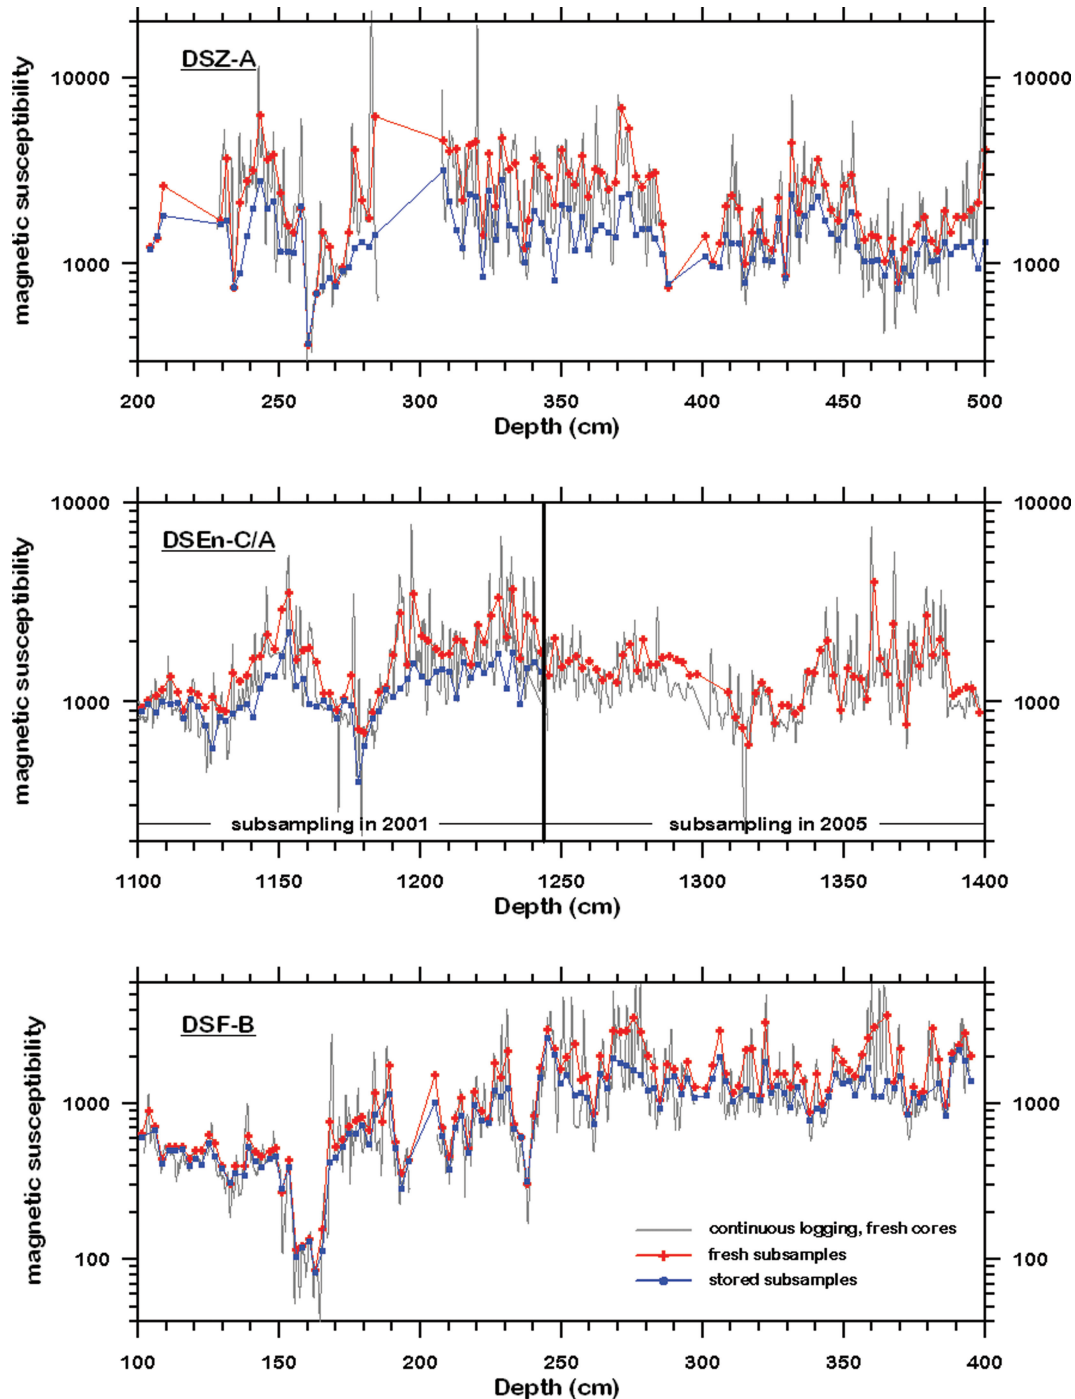 DSZ-A
magnetic susceptibility
10000
1000
10000
1000
200 250 300 350 400 450 500
Depth (cm)
DSEn-C/A
magnetic susceptibility
10000
1000
10000
1000
subsampling in 2001
subsampling in 2005
1100 1150 1200 1250 1300 1350 1400
Depth (cm)
DSF-B
magnetic susceptibility
1000
100
1000
100
continuous logging, fresh cores
fresh subsamples
stored subsamples
100 150 200 250 300 350 400
Depth (cm)